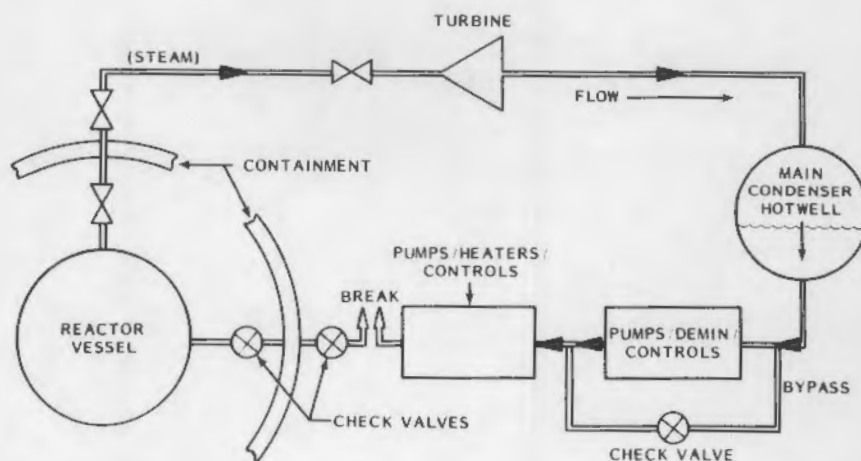 TURBINE
(STEAM)
FLOW
CONTAINMENT
MAIN
CONDENSER
HOTWELL
PUMPS/HEATERS/
CONTROLS
BREAK
REACTOR
VESSEL
PUMPS/DEMIN/
CONTROLS
BYPASS
CHECK VALVES
CHECK VALVE